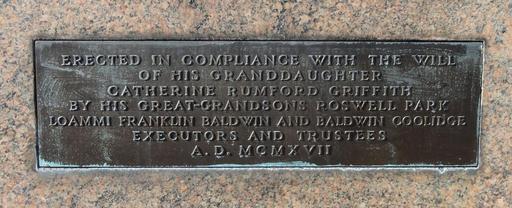 ERECTED IN COMPLIANCE WITH THE WILL
OF HIS GRANDDAUGHTER
CATHERINE RUMFORD GRIFFITH
BY HIS GREAT-GRANDSONS ROSWELL PARK
LOAMMI FRANKLIN BALDWIN AND BALDWIN COOLIDGE
EXECUTORS AND TRUSTEES
A. D. MCMXVII